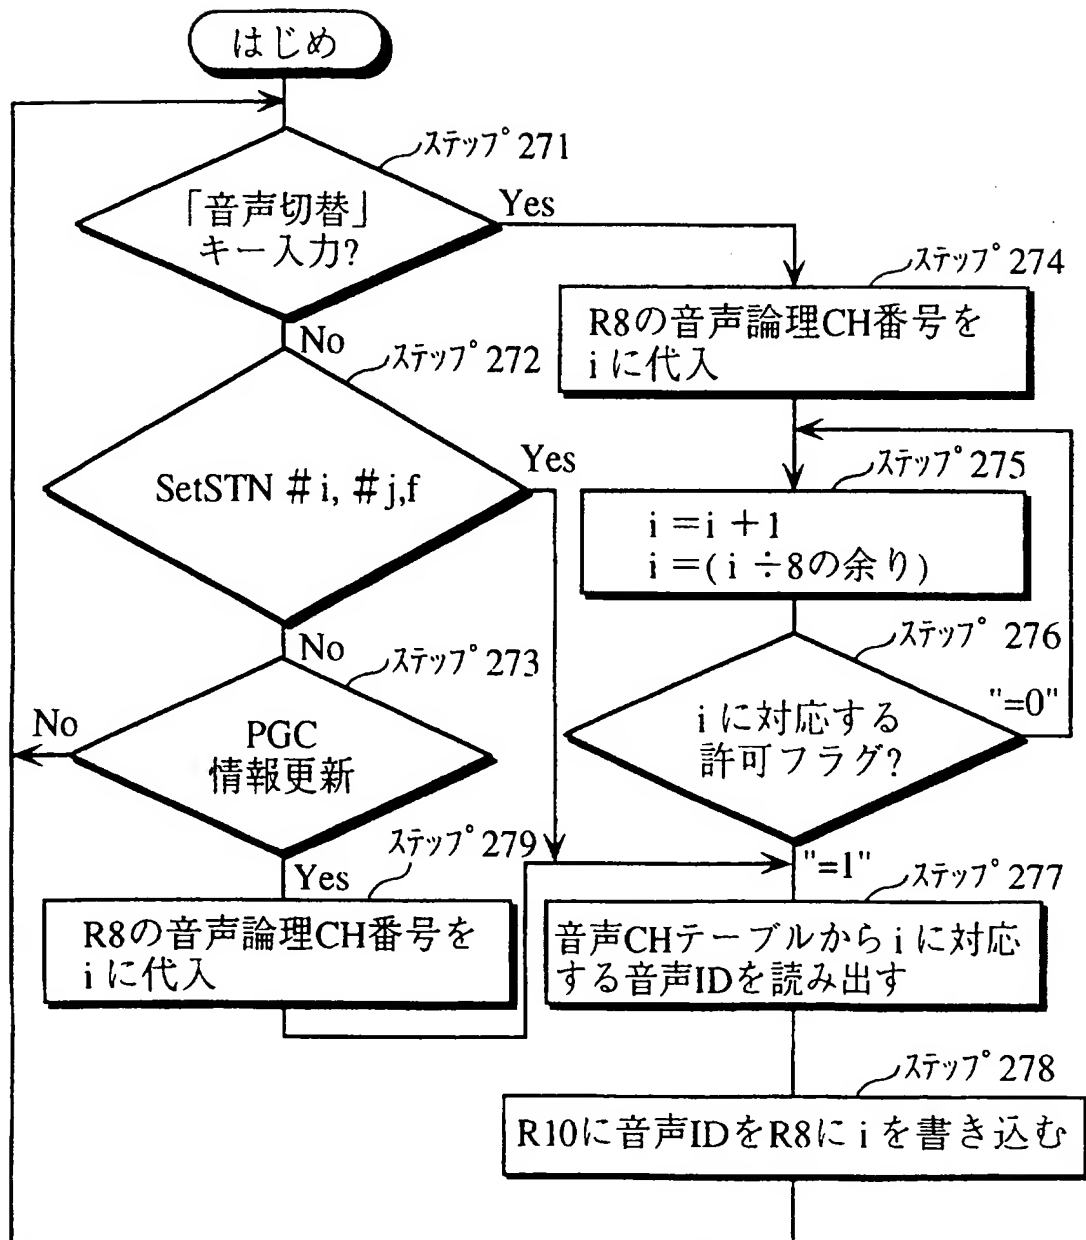 はじめ
ステップ271
「音声切替」
キー入力?
Yes
No
ステップ272
SetSTN #i, #j,f
Yes
No
ステップ273
PGC
情報更新
No
Yes
ステップ279
R8の音声論理CH番号を
iに代入
ステップ274
R8の音声論理CH番号を
iに代入
ステップ275
i=i+1
i=(i÷8の余り)
ステップ276
iに対応する
許可フラグ?
"=0"
"=1"
ステップ277
音声CHテーブルからiに対応
する音声IDを読み出す
ステップ278
R10に音声IDをR8にiを書き込む